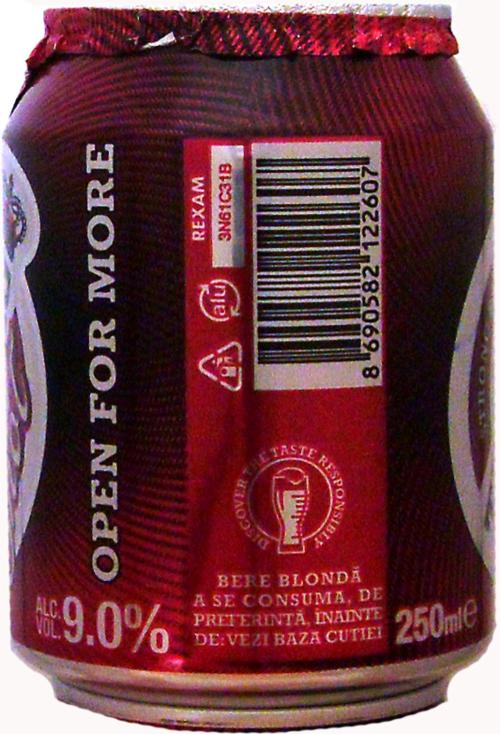 OPEN FOR MORE
ALC.
VOL. 9.0%
REXAM
3N61C31B
alu
8 690582 122607
DISCOVER THE TASTE RESPONSIBLY
BERE BLONDĂ
A SE CONSUMA, DE
PREFERINŢĂ, ÎNAINTE
DE: VEZI BAZA CUTIEI
250ml e